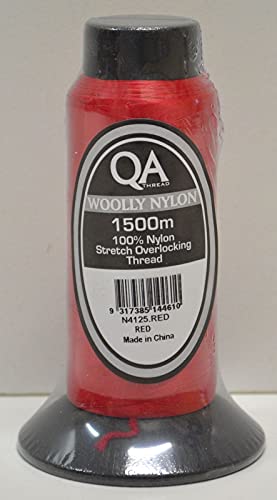 QA
THREAD
WOOLLY NYLON
1500m
100% Nylon
Stretch Overlocking
Thread
9 317385 144610
N4125.RED
RED
Made in China